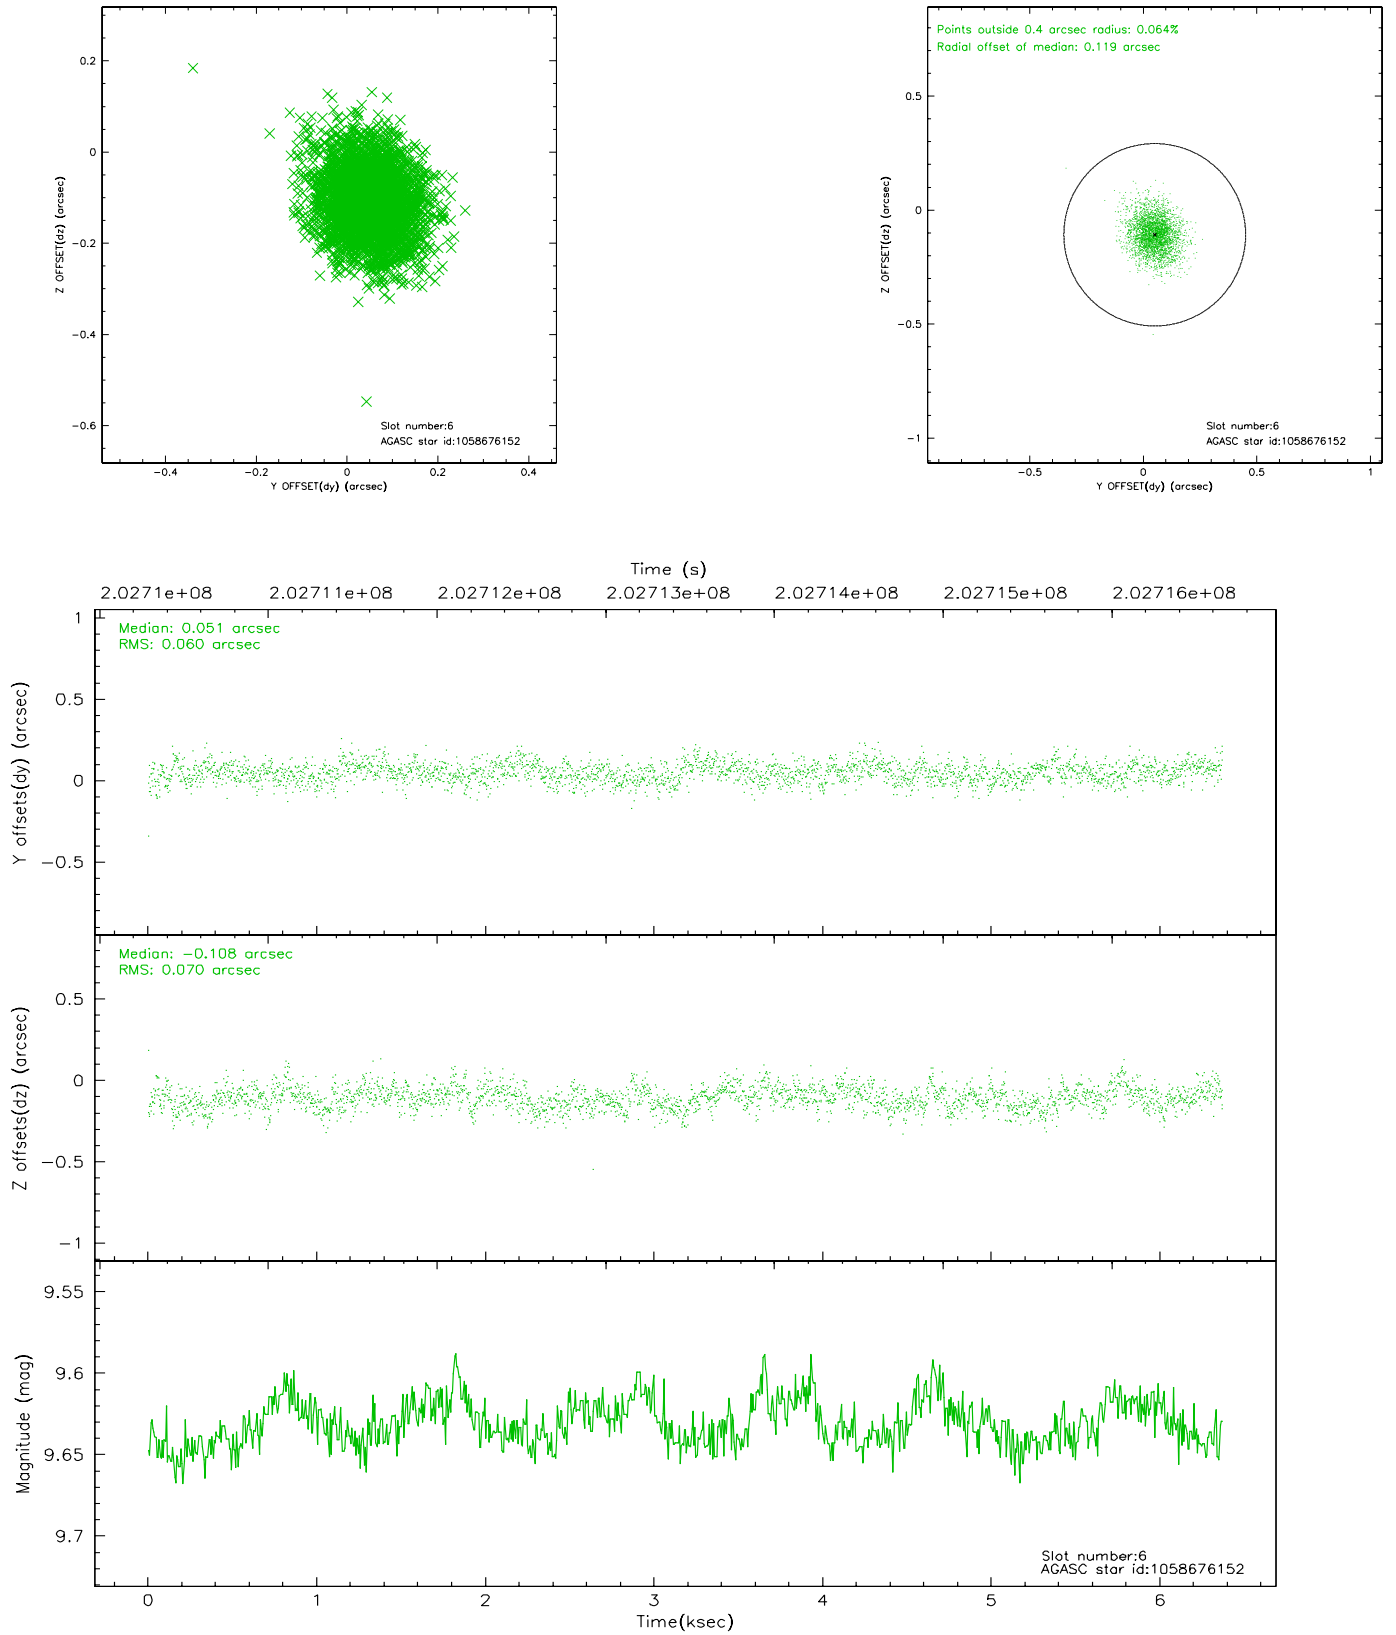 0.2
0
−0.2
−0.4
−0.6
Z OFFSET(dz) (arcsec)
−0.4 −0.2 0 0.2 0.4
Y OFFSET(dy) (arcsec)
Slot number:6
AGASC star id:1058676152
Points outside 0.4 arcsec radius: 0.064%
Radial offset of median: 0.119 arcsec
0.5
0
−0.5
−1
Z OFFSET(dz) (arcsec)
−0.5 0 0.5 1
Y OFFSET(dy) (arcsec)
Slot number:6
AGASC star id:1058676152
Time (s)
2.0271e+08 2.02711e+08 2.02712e+08 2.02713e+08 2.02714e+08 2.02715e+08 2.02716e+08
Median: 0.051 arcsec
RMS: 0.060 arcsec
1
0.5
0
−0.5
Y offsets(dy) (arcsec)
Median: −0.108 arcsec
RMS: 0.070 arcsec
0.5
0
−0.5
−1
Z offsets(dz) (arcsec)
9.55
9.6
9.65
9.7
Magnitude (mag)
Slot number:6
AGASC star id:1058676152
0 1 2 3 4 5 6
Time(ksec)